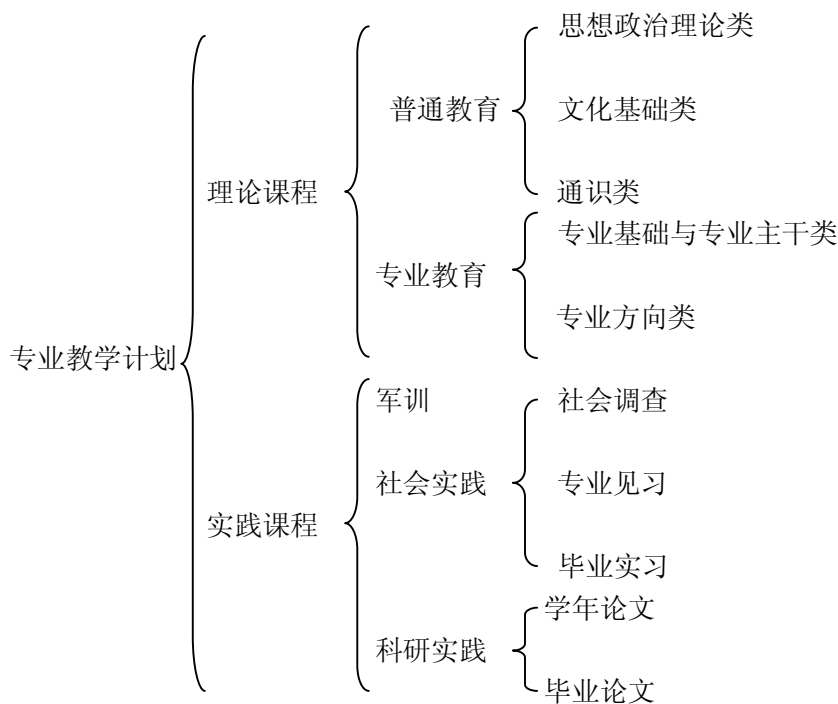 思想政治理论类
普通教育
文化基础类
理论课程
通识类
专业基础与专业主干类
专业教育
专业方向类
专业教学计划
军训
社会调查
社会实践
专业见习
实践课程
毕业实习
学年论文
科研实践
毕业论文